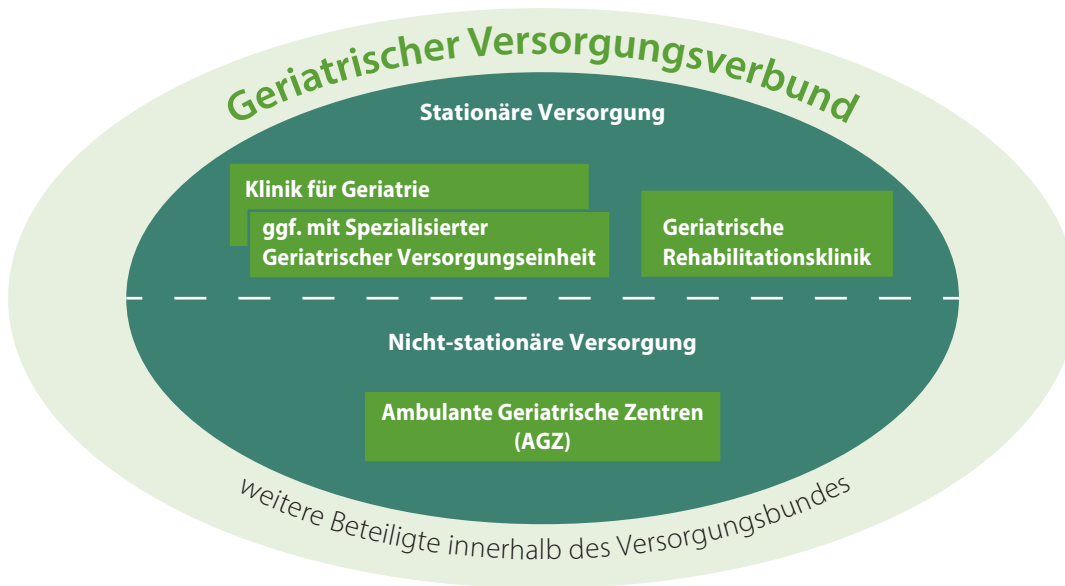 Geriatrischer Versorgungsverbund
Stationäre Versorgung
Klinik für Geriatrie
ggf. mit Spezialisierter
Geriatrischer Versorgungseinheit
Geriatrische
Rehabilitationsklinik
Nicht-stationäre Versorgung
Ambulante Geriatrische Zentren
(AGZ)
weitere Beteiligte innerhalb des Versorgungsbundes